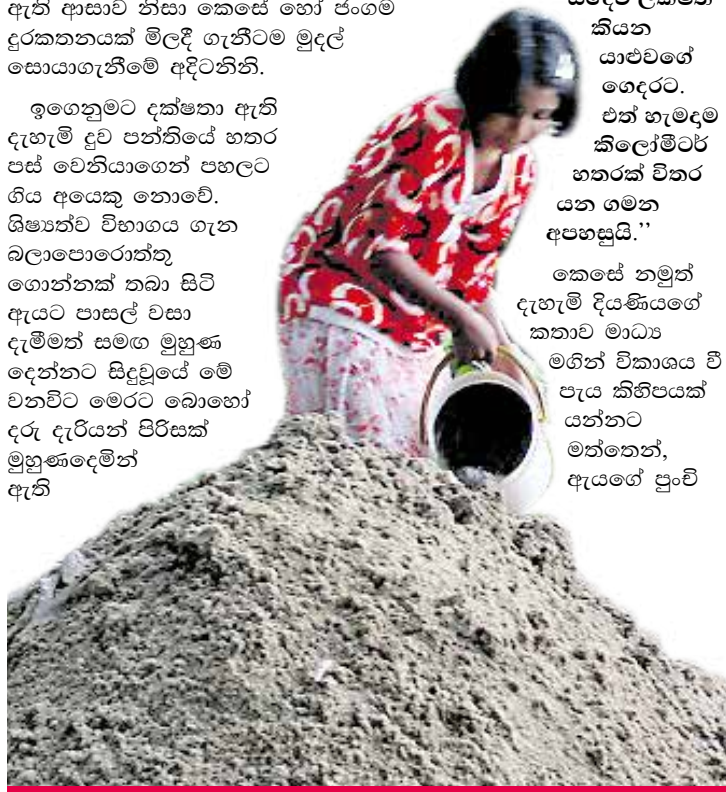 ඇති ආසාව නිසා කෙසේ හෝ ජංගම
දුරකතනයක් මිලදී ගැනීටම මුදල්
සොයාගැනීමේ අදිටනිනි.
ඉගෙනුමට දක්ෂතා ඇති
දැහැමි දුව පන්තියේ හතර
පස් වෙනියාගෙන් පහලට
ගිය අයෙකු නොවේ.
ශිෂ්‍යත්ව විභාගය ගැන
බලාපොරොත්තු
ගොන්නක් තබා සිටි
ඇයට පාසල් වසා
දැමීමත් සමඟ මුහුණ
දෙන්නට සිදුවූයේ මේ
වනවිට මෙරට බොහෝ
දරු දැරියන් පිරිසක්
මුහුණදෙමින්
ඇති
කියන
යාළුවගේ
ගෙදරට.
එත් හැමදාම
කිලෝමීටර්
හතරක් විතර
යන ගමන
අපහසුයි.''
කෙසේ නමුත්
දැහැමි දියණියගේ
කතාව මාධ්‍ය
මගින් විකාශය වී
පැය කිහිපයක්
යන්නට
මත්තෙන්,
ඇයගේ පුංචි